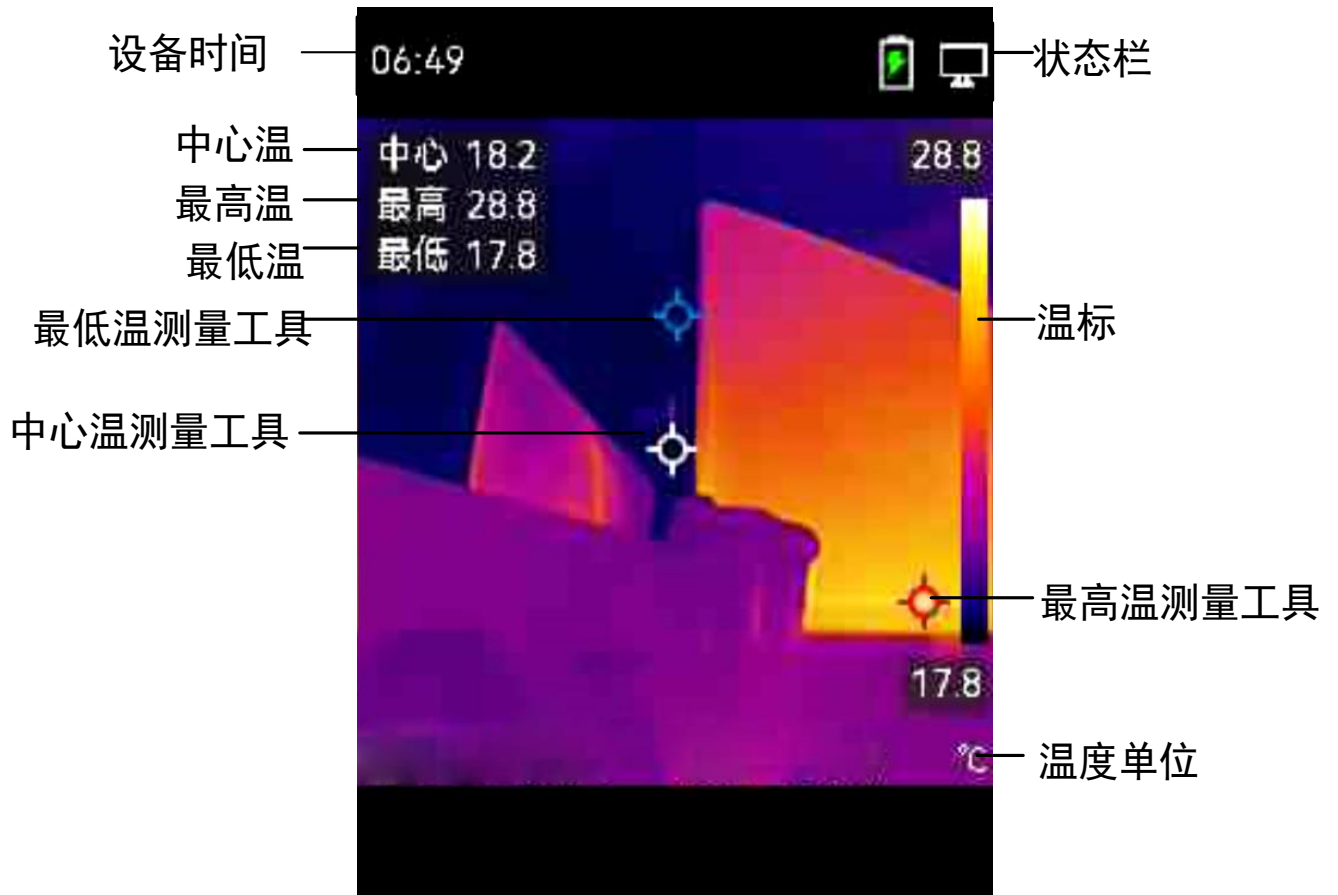 设备时间
06:49
状态栏
中心温
中心 18.2
28.8
最高温
最高 28.8
最低温
最低 17.8
最低温测量工具
温标
中心温测量工具
最高温测量工具
17.8
℃
温度单位